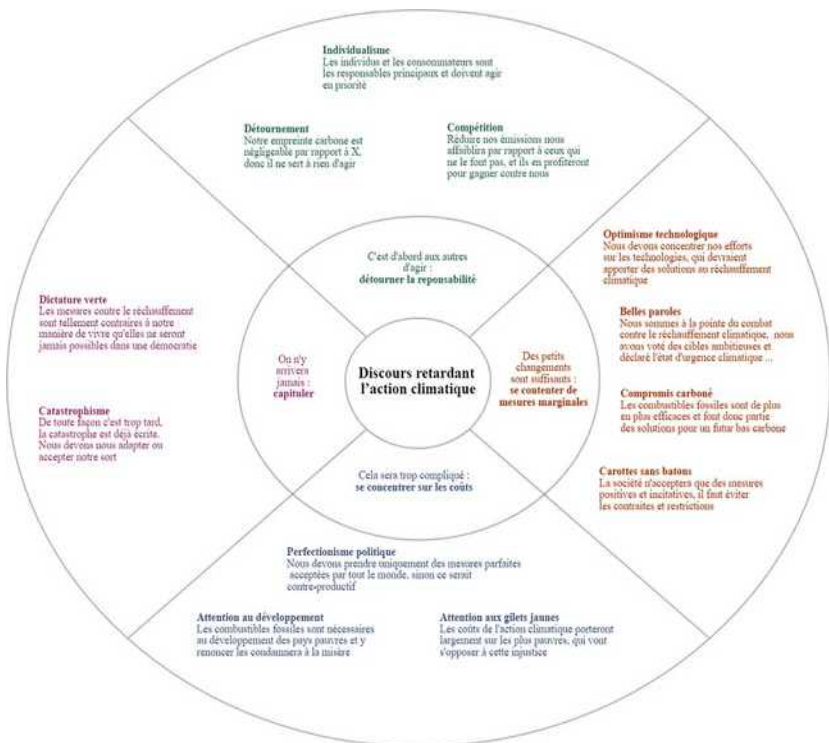 Individualisme
Les individus et les consommateurs sont
les responsables principaux et doivent agir
en priorité
Détournement
Notre empreinte carbone est
négligeable par rapport à X,
donc il ne sert à rien d'agir
Compétition
Réduire nos émissions nous
affaiblira par rapport à ceux qui
ne le font pas, et ils en profiteront
pour gagner contre nous
C'est d'abord aux autres
d'agir :
détourner la reponsabilité
Optimisme technologique
Nous devons concentrer nos efforts
sur les technologies, qui devraient
apporter des solutions au réchauffement
climatique
Belles paroles
Nous sommes à la pointe du combat
contre le réchauffement climatique, nous
avons voté des cibles ambitieuses et
déclaré l'état d'urgence climatique ...
Compromis carboné
Les combustibles fossiles sont de plus
en plus efficaces et font donc partie
des solutions pour un futur bas carbone
Carottes sans batons
La société n'acceptera que des mesures
positives et incitatives, il faut éviter
les contraites et restrictions
Des petits
changements
sont suffisants :
se contenter de
mesures marginales
Discours retardant
l'action climatique
On n'y
arrivera
jamais :
capituler
Dictature verte
Les mesures contre le réchauffement
sont tellement contraires à notre
manière de vivre qu'elles ne seront
jamais possibles dans une démocratie
Catastrophisme
De toute façon c'est trop tard,
la catastrophe est déjà écrite.
Nous devons nous adapter ou
accepter notre sort
Cela sera trop compliqué :
se concentrer sur les coûts
Perfectionisme politique
Nous devons prendre uniquement des mesures parfaites
acceptées par tout le monde, sinon ce serait
contre-productif
Attention au développement
Les combustibles fossiles sont nécessaires
au développement des pays pauvres et y
renoncer les condamnera à la misère
Attention aux gilets jaunes
Les coûts de l'action climatique porteront
largement sur les plus pauvres, qui vont
s'opposer à cette injustice